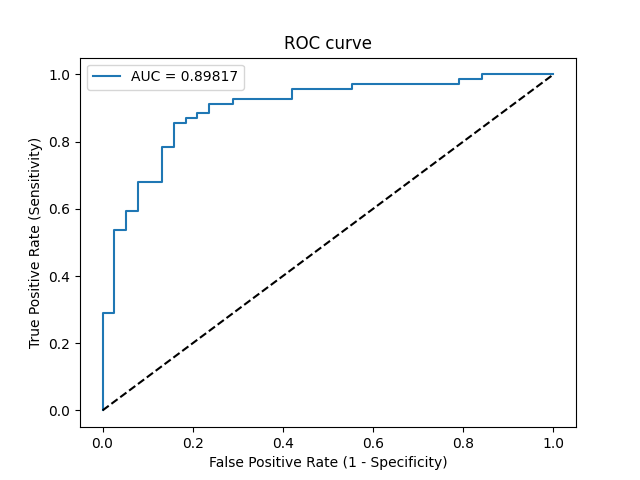 ROC curve
AUC = 0.89817
1.0
0.8
0.6
0.4
0.2
0.0
True Positive Rate (Sensitivity)
0.0 0.2 0.4 0.6 0.8 1.0
False Positive Rate (1 - Specificity)